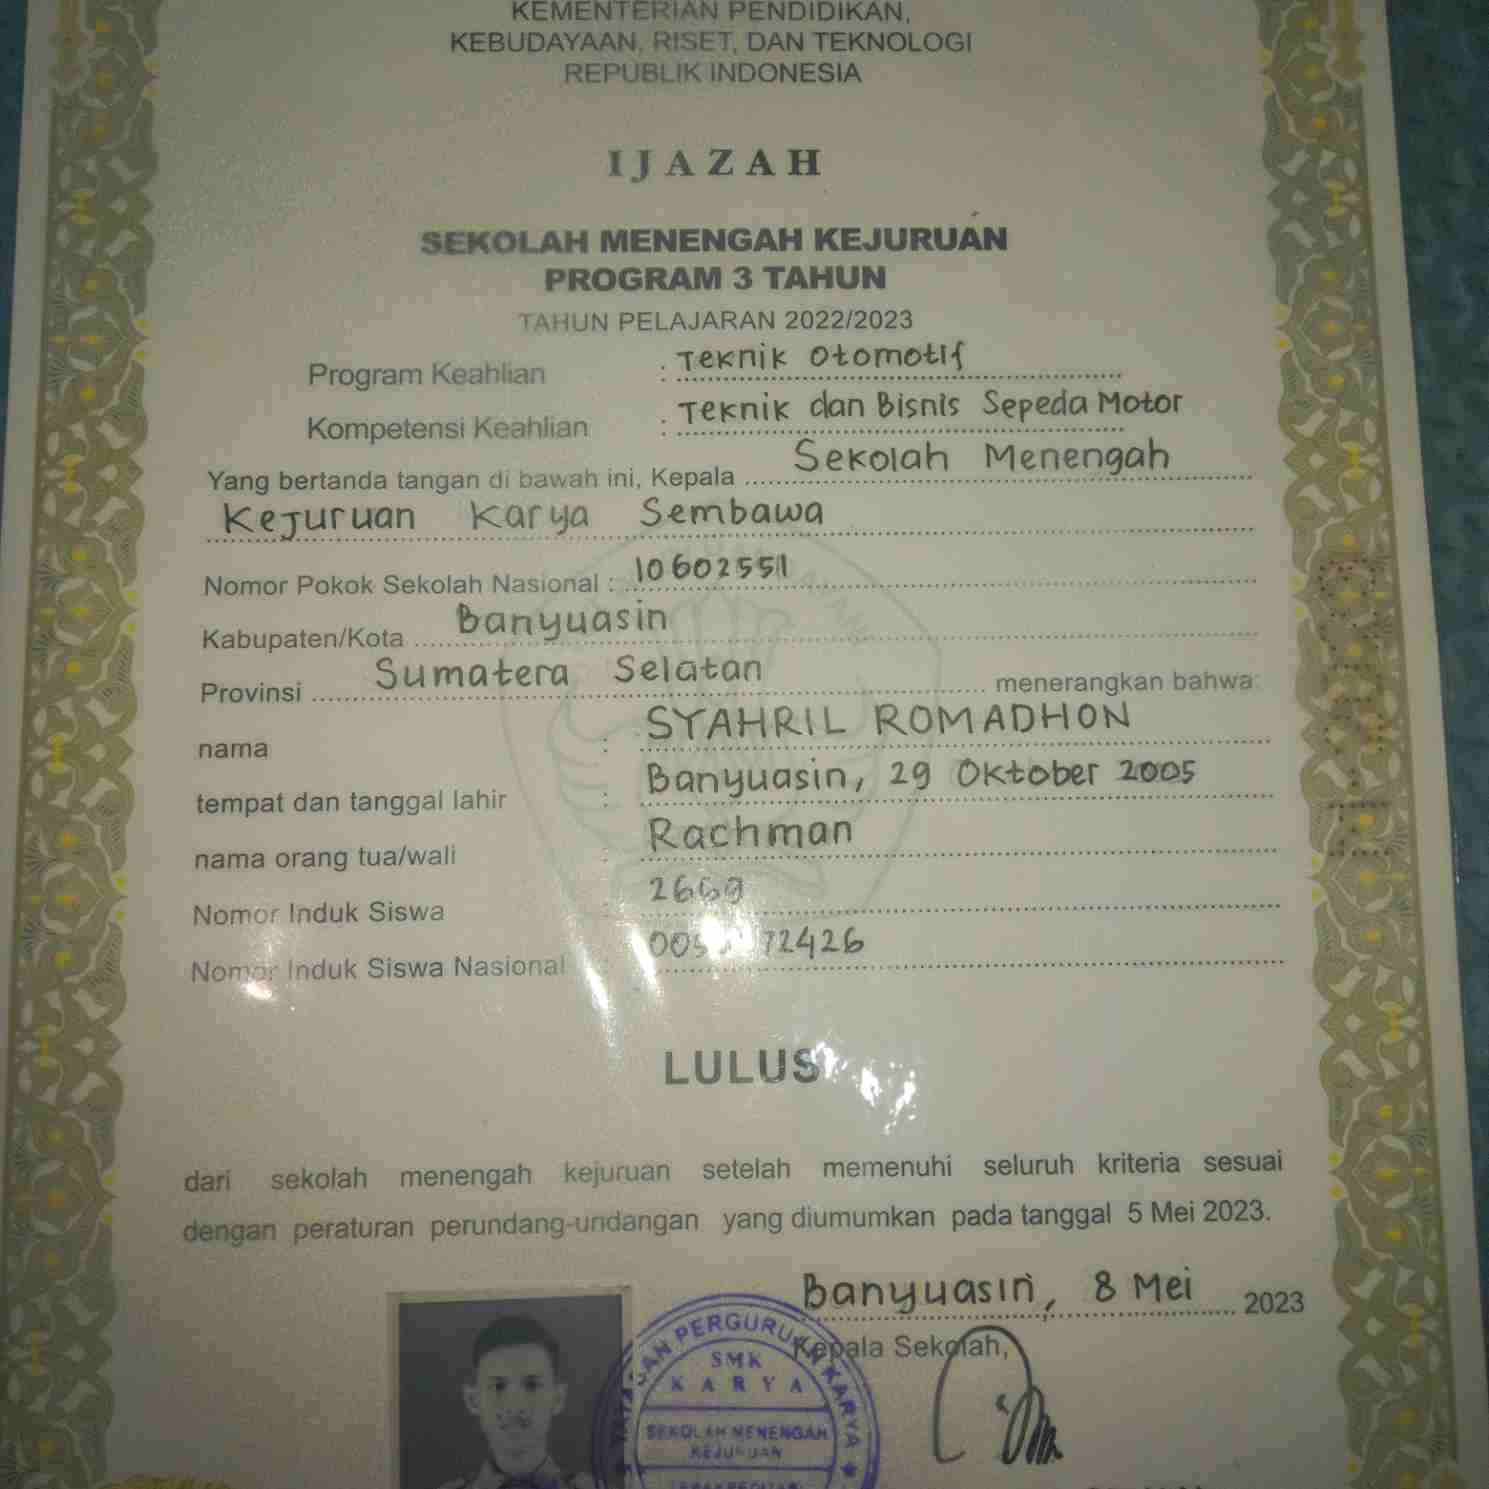 KEMENTERIAN PENDIDIKAN,
KEBUDAYAAN, RISET, DAN TEKNOLOGI
REPUBLIK INDONESIA
IJAZAH
SEKOLAH MENENGAH KEJURUAN
PROGRAM 3 TAHUN
TAHUN PELAJARAN 2022/2023
Program Keahlian : Teknik Otomotif
Kompetensi Keahlian : Teknik dan Bisnis Sepeda Motor
Yang bertanda tangan di bawah ini, Kepala Sekolah Menengah
Kejuruan Karya Sembawa
Nomor Pokok Sekolah Nasional : 10602551
Kabupaten/Kota Banyuasin
Provinsi Sumatera Selatan menerangkan bahwa:
nama : SYAHRIL ROMADHON
tempat dan tanggal lahir : Banyuasin, 29 Oktober 2005
nama orang tua/wali : Rachman
Nomor Induk Siswa : 2669
Nomor Induk Siswa Nasional :
LULUS
dari sekolah menengah kejuruan setelah memenuhi seluruh kriteria sesuai
dengan peraturan perundang-undangan yang diumumkan pada tanggal 5 Mei 2023.
Banyuasin, 8 Mei 2023
Kepala Sekolah,
YAYASAN PERGURUAN KARYA
SMK
KARYA
SEKOLAH MENENGAH
KEJURUAN